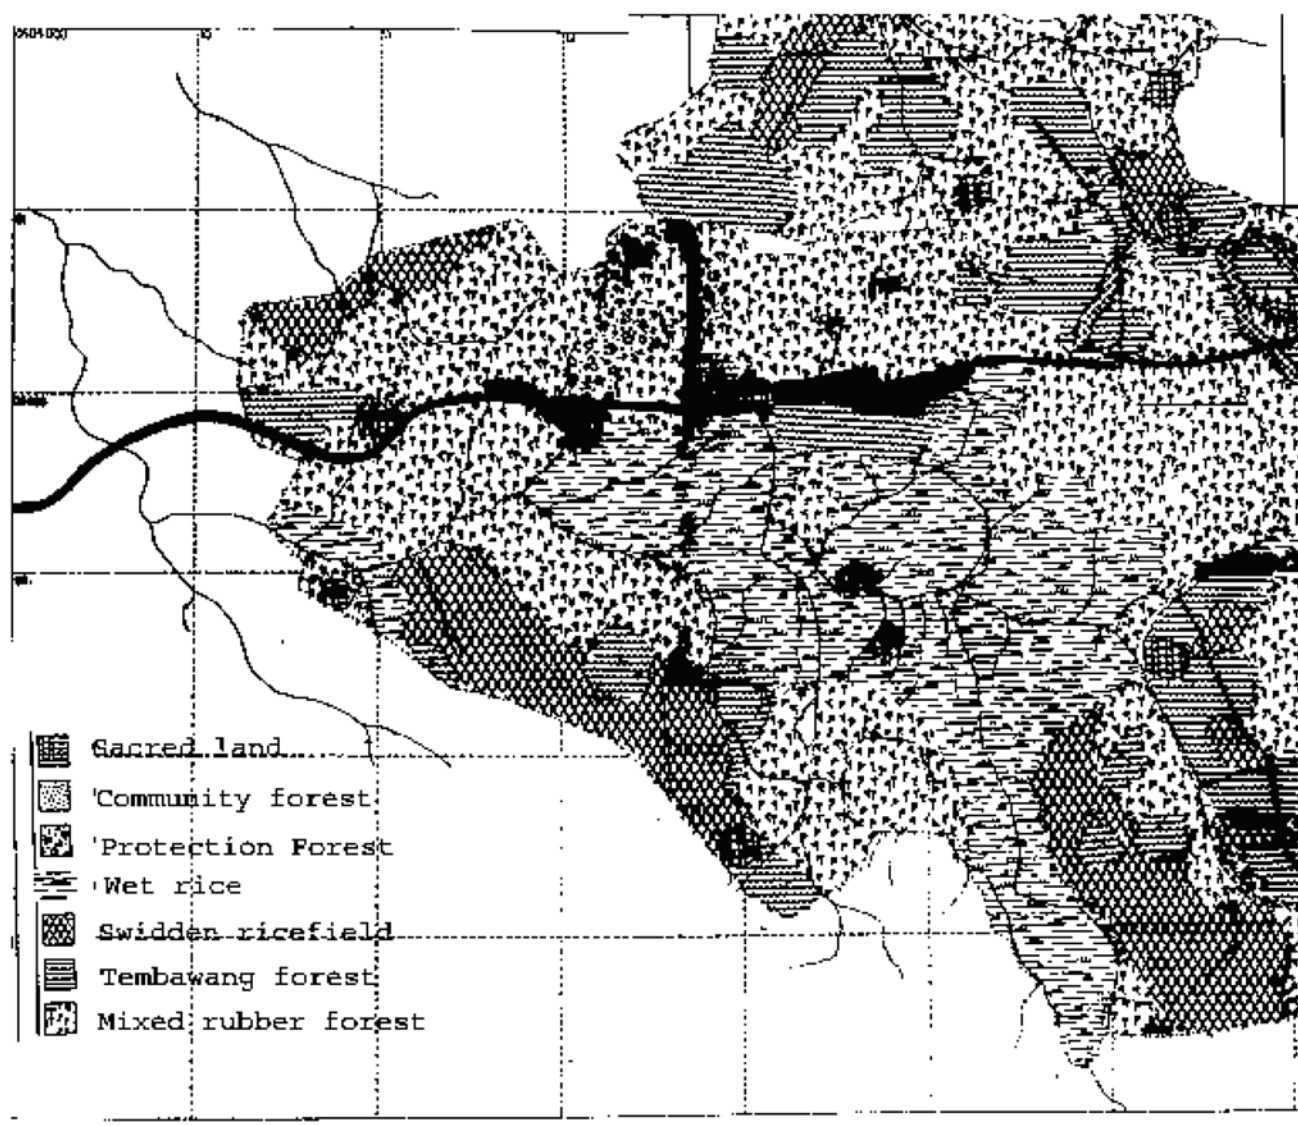 Sacred land
Community forest
Protection Forest
Wet rice
Swidden ricefield
Tembawang forest
Mixed rubber forest